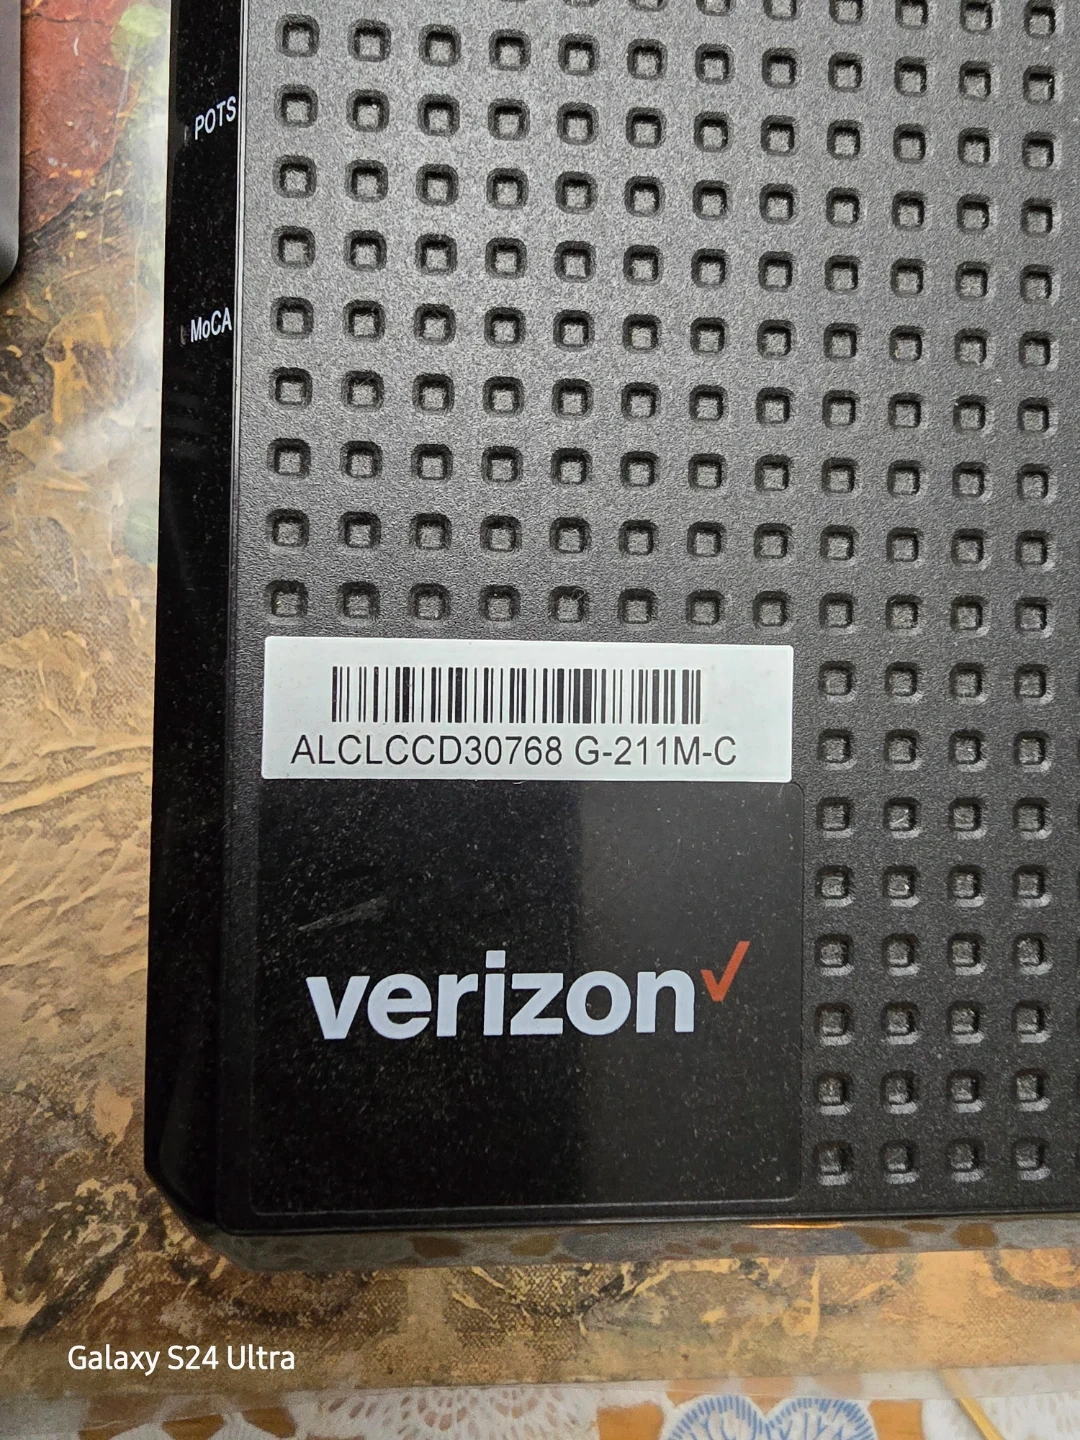 POTS
MoCA
ALCLCCD30768 G-211M-C
verizon
Galaxy S24 Ultra